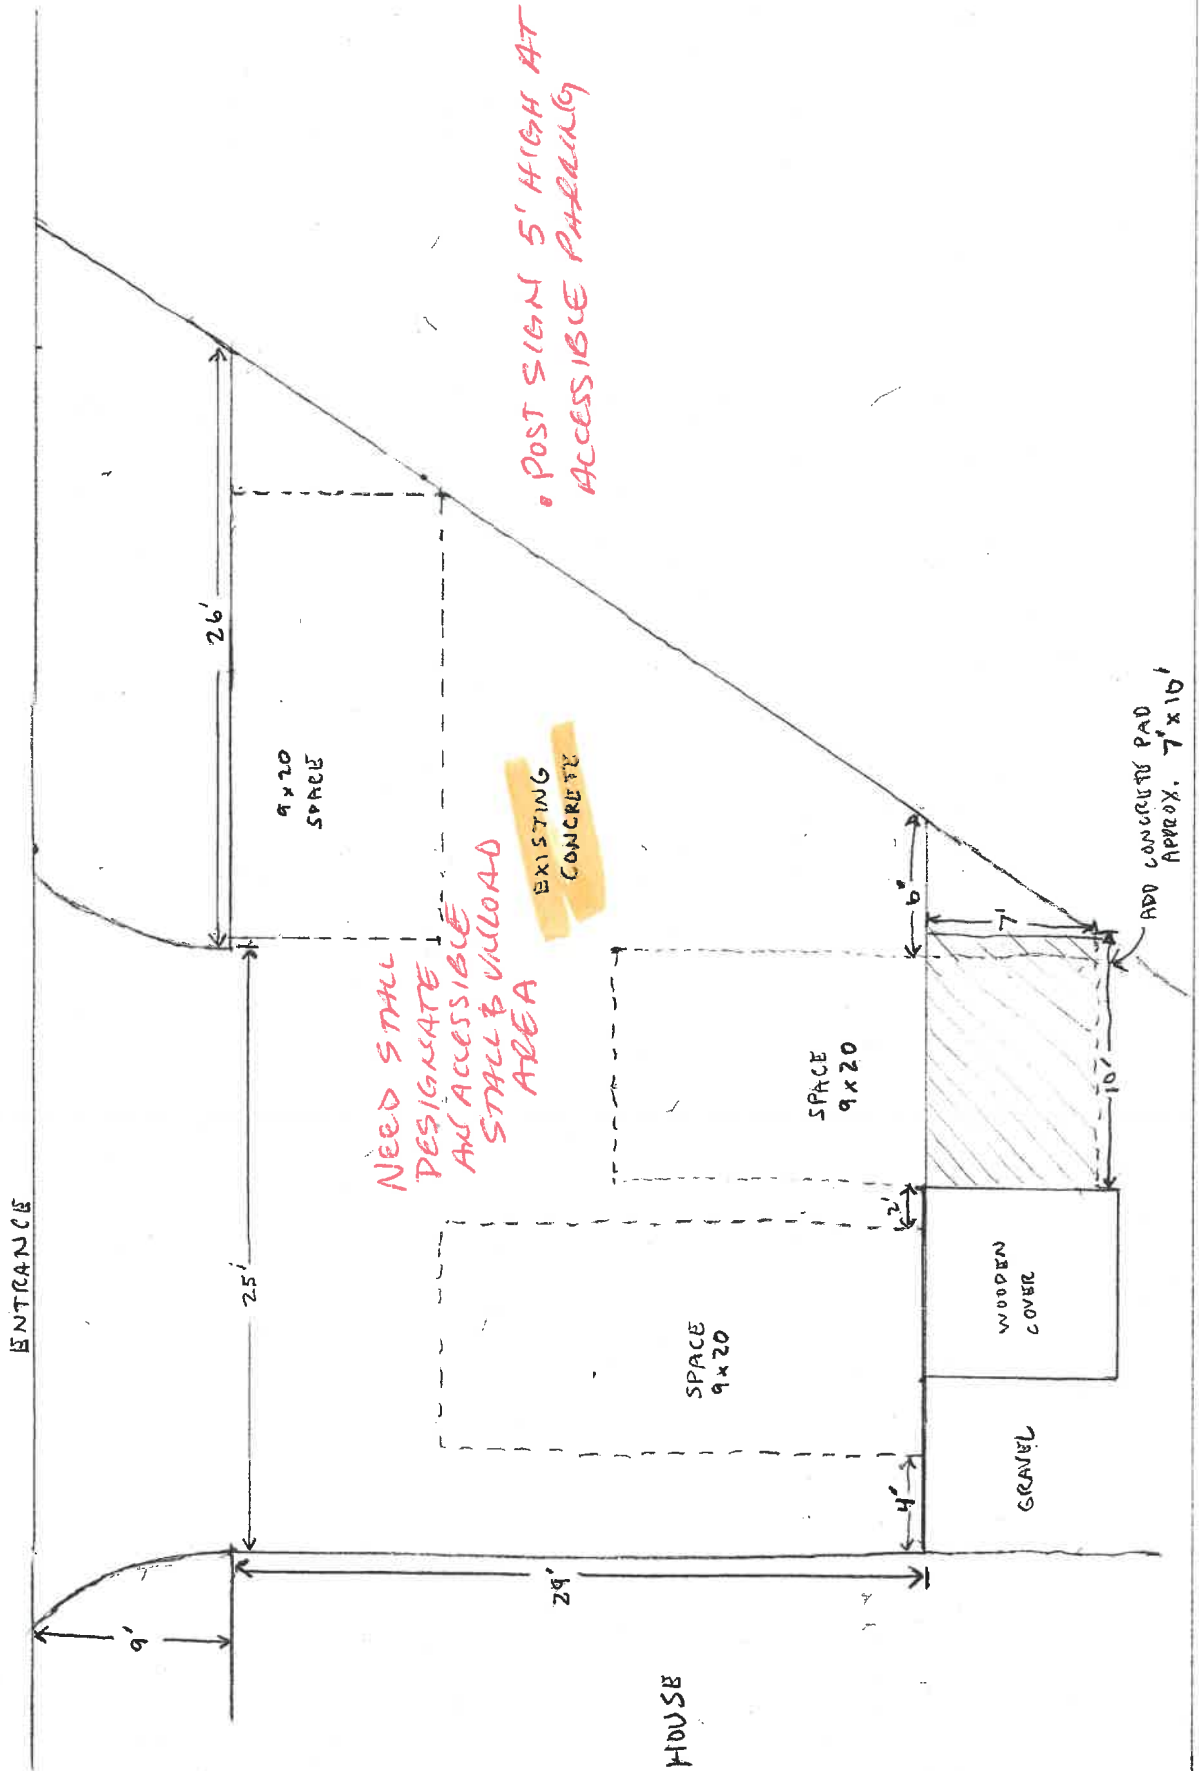 ENTRANCE
9'
25'
26'
9 x 20
SPACE
NEED STALL
DESIGNATE
AN ACCESSIBLE
STALL & UNLOAD
AREA
EXISTING
CONCRETE
• POST SIGN 5' HIGH AT
ACCESSIBLE PARKING
29'
HOUSE
SPACE
9 x 20
SPACE
9 x 20
4'
2'
6'
7'
10'
GRAVEL
WOODEN
COVER
ADD CONCRETE PAD
APPROX. 7' x 10'